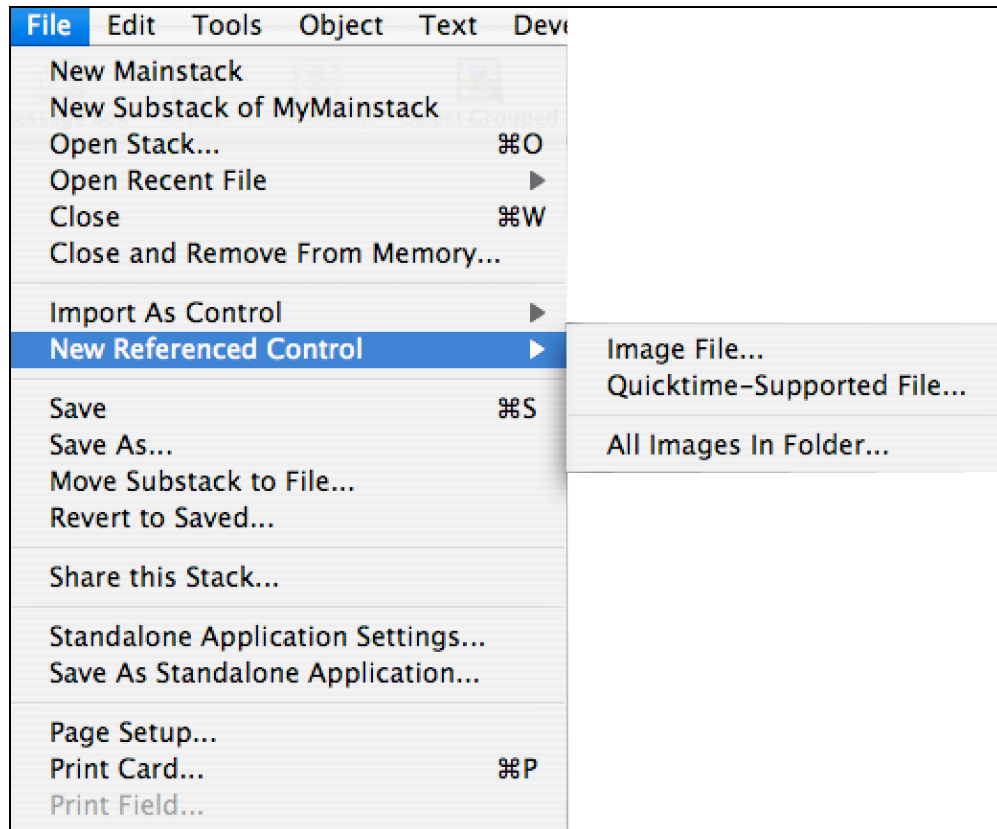 File Edit Tools Object Text Deve
New Mainstack
New Substack of MyMainstack
Open Stack... ⌘O
Open Recent File
Close ⌘W
Close and Remove From Memory...
Import As Control
New Referenced Control
Image File...
Quicktime-Supported File...
All Images In Folder...
Save ⌘S
Save As...
Move Substack to File...
Revert to Saved...
Share this Stack...
Standalone Application Settings...
Save As Standalone Application...
Page Setup...
Print Card... ⌘P
Print Field...